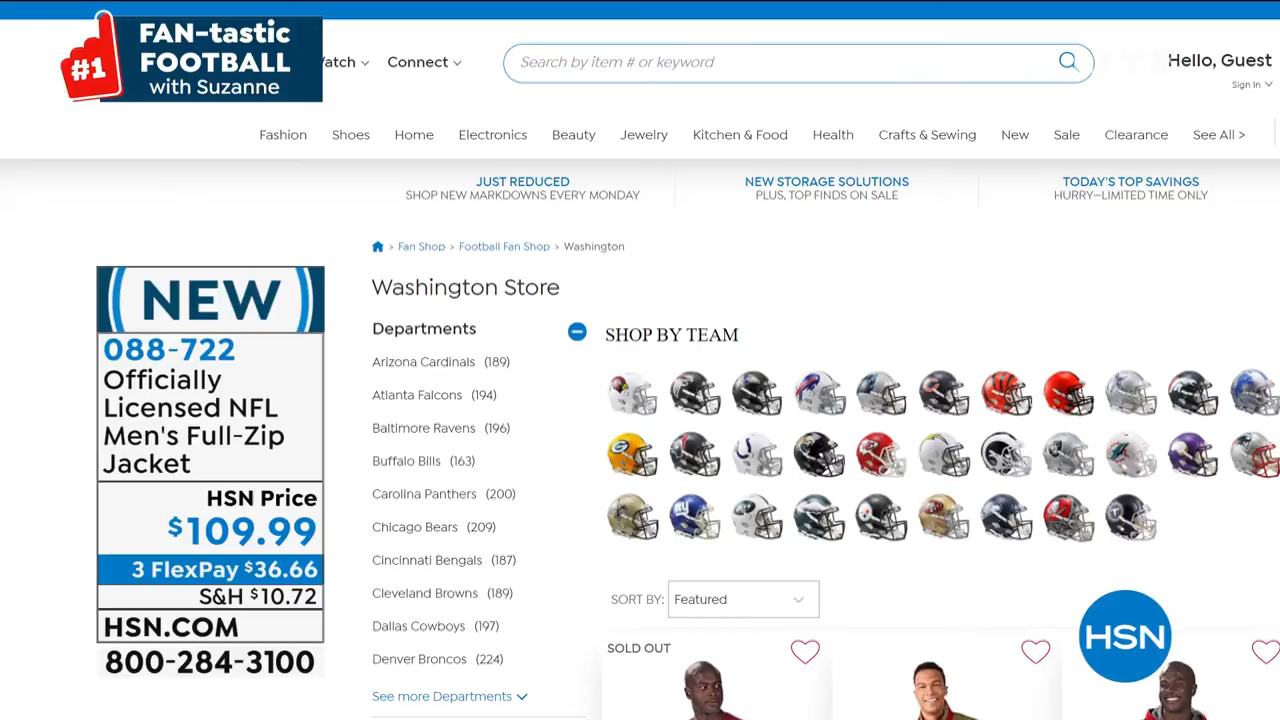 #1
FAN-tastic
FOOTBALL
with Suzanne
Connect
Search by item # or keyword
Hello, Guest
Sign In
Fashion Shoes Home Electronics Beauty Jewelry Kitchen & Food Health Crafts & Sewing New Sale Clearance See All >
JUST REDUCED
SHOP NEW MARKDOWNS EVERY MONDAY
NEW STORAGE SOLUTIONS
PLUS, TOP FINDS ON SALE
TODAY'S TOP SAVINGS
HURRY—LIMITED TIME ONLY
> Fan Shop > Football Fan Shop > Washington
Washington Store
NEW
088-722
Officially
Licensed NFL
Men's Full-Zip
Jacket
HSN Price
$109.99
3 FlexPay $36.66
S&H $10.72
HSN.COM
800-284-3100
Departments
Arizona Cardinals (189)
Atlanta Falcons (194)
Baltimore Ravens (196)
Buffalo Bills (163)
Carolina Panthers (200)
Chicago Bears (209)
Cincinnati Bengals (187)
Cleveland Browns (189)
Dallas Cowboys (197)
Denver Broncos (224)
See more Departments
SHOP BY TEAM
SORT BY: Featured
SOLD OUT
HSN